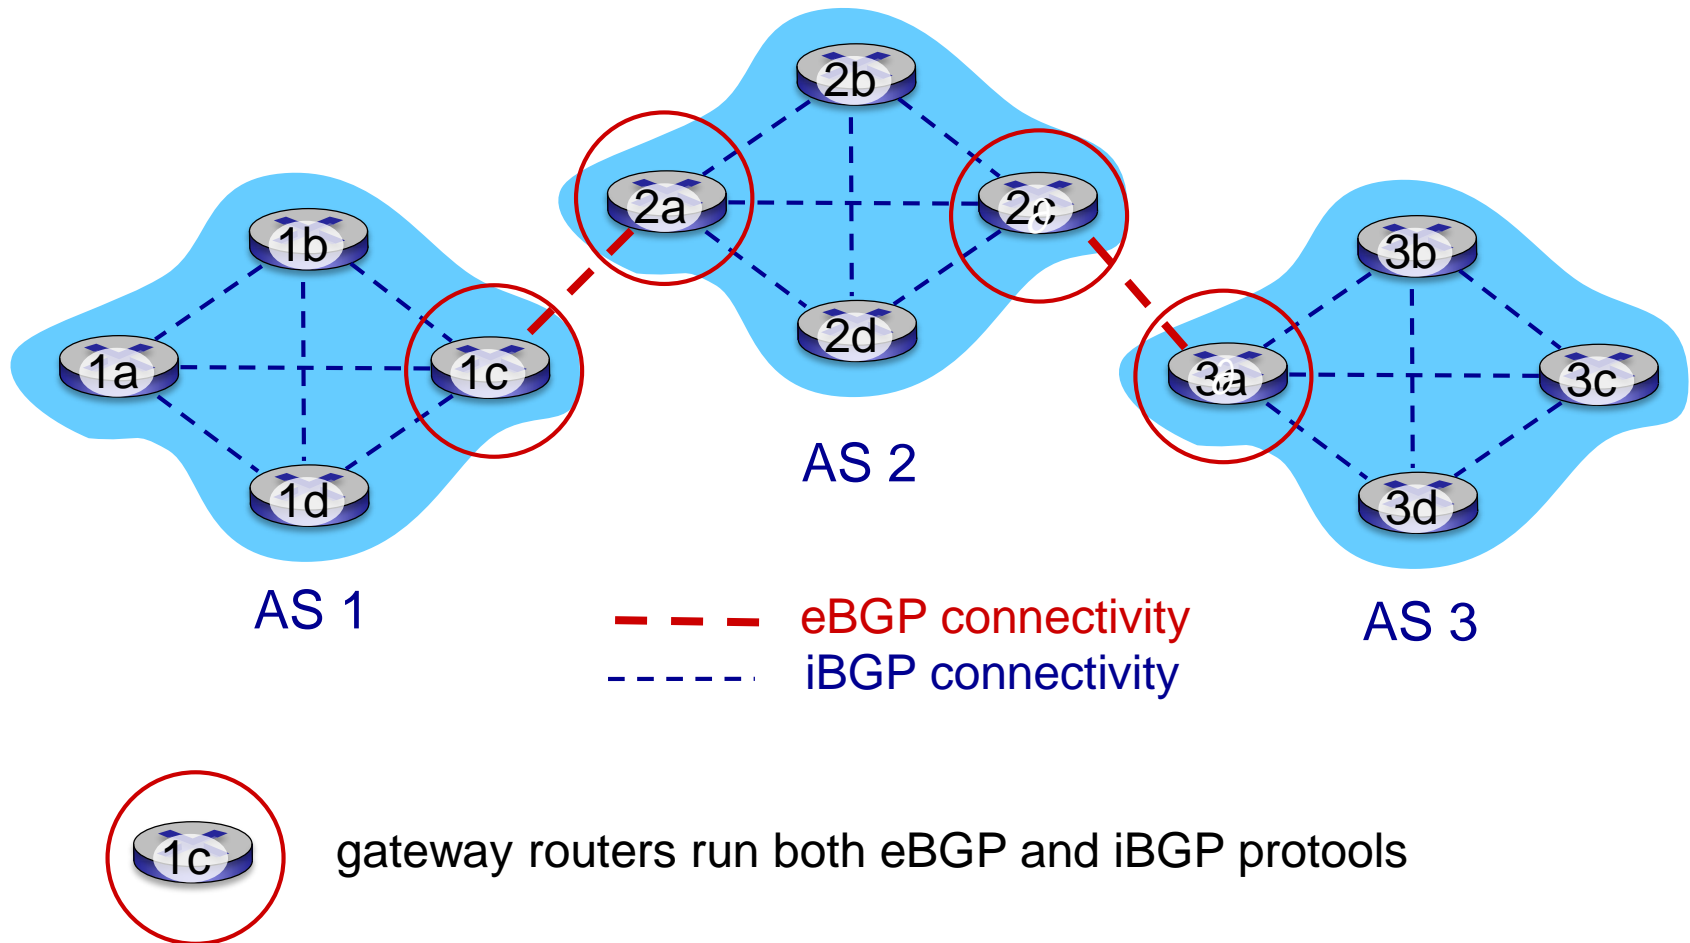 2b
2a
2c
2d
AS 2
1b
1a
1c
1d
AS 1
3b
3a
3c
3d
AS 3
eBGP connectivity
iBGP connectivity
1c
gateway routers run both eBGP and iBGP protools